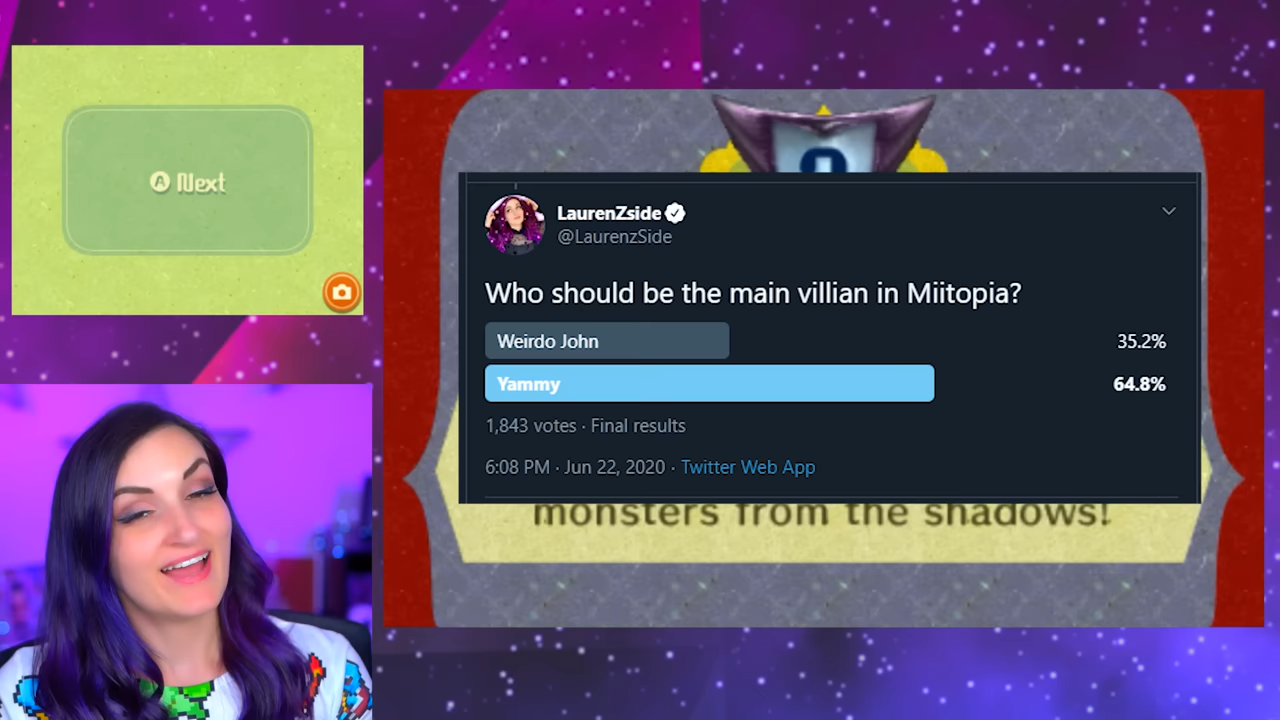 Ⓐ Next
LaurenZside
@LaurenzSide
Who should be the main villian in Miitopia?
Weirdo John 35.2%
Yammy 64.8%
1,843 votes · Final results
6:08 PM · Jun 22, 2020 · Twitter Web App
monsters from the shadows!